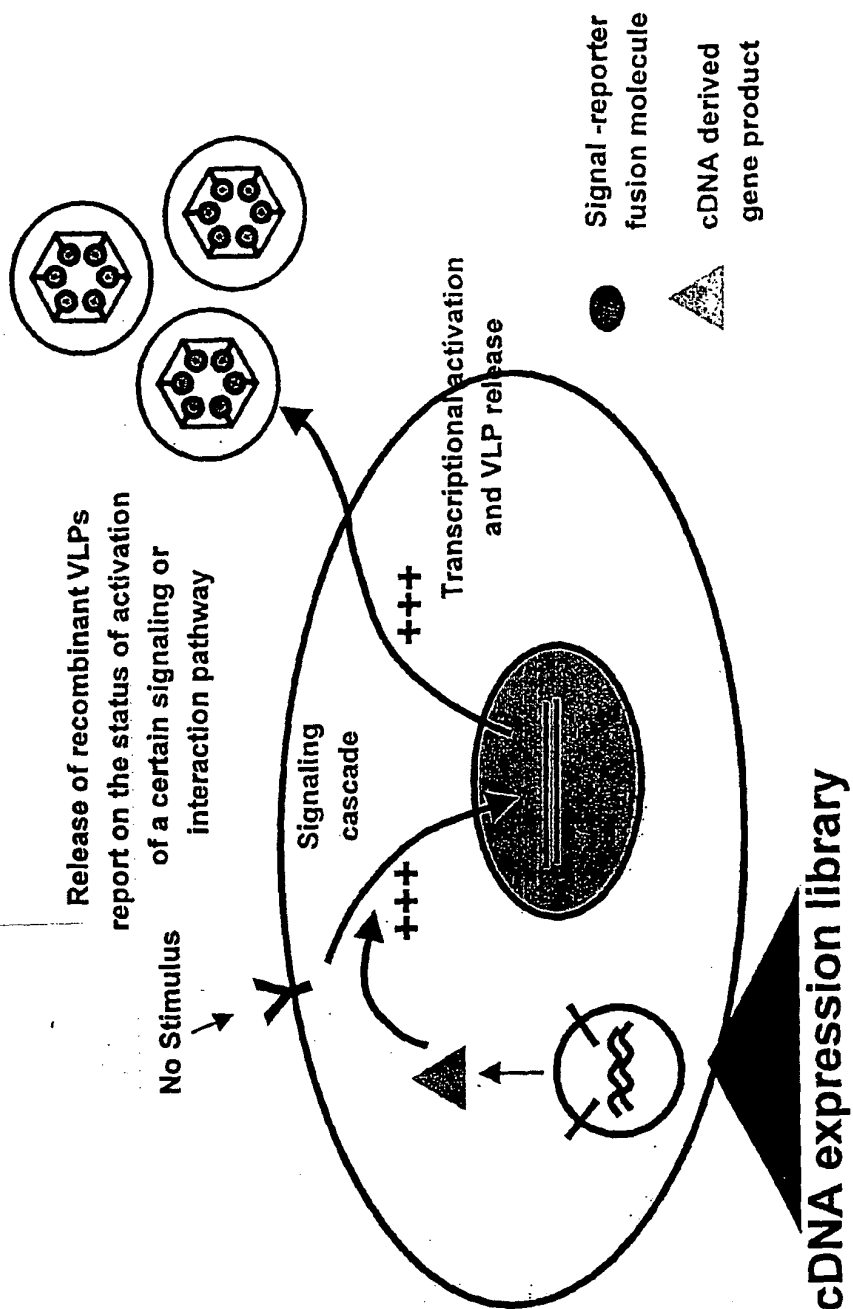 Release of recombinant VLPs
report on the status of activation
of a certain signaling or
interaction pathway
No Stimulus
Signaling
cascade
+++
+++
Transcriptional activation
and VLP release
Signal -reporter
fusion molecule
cDNA derived
gene product
cDNA expression library